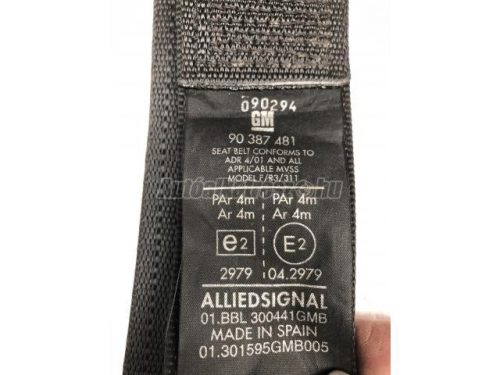 090294
GM
90 387 481
SEAT BELT CONFORMS TO
ADR 4/01 AND ALL
APPLICABLE MVSS
MODEL F/R3/311
PAr 4m PAr 4m
Ar 4m Ar 4m
e2 E2
2979 04.2979
ALLIEDSIGNAL
01.BBL 300441GMB
MADE IN SPAIN
01.301595GMB005